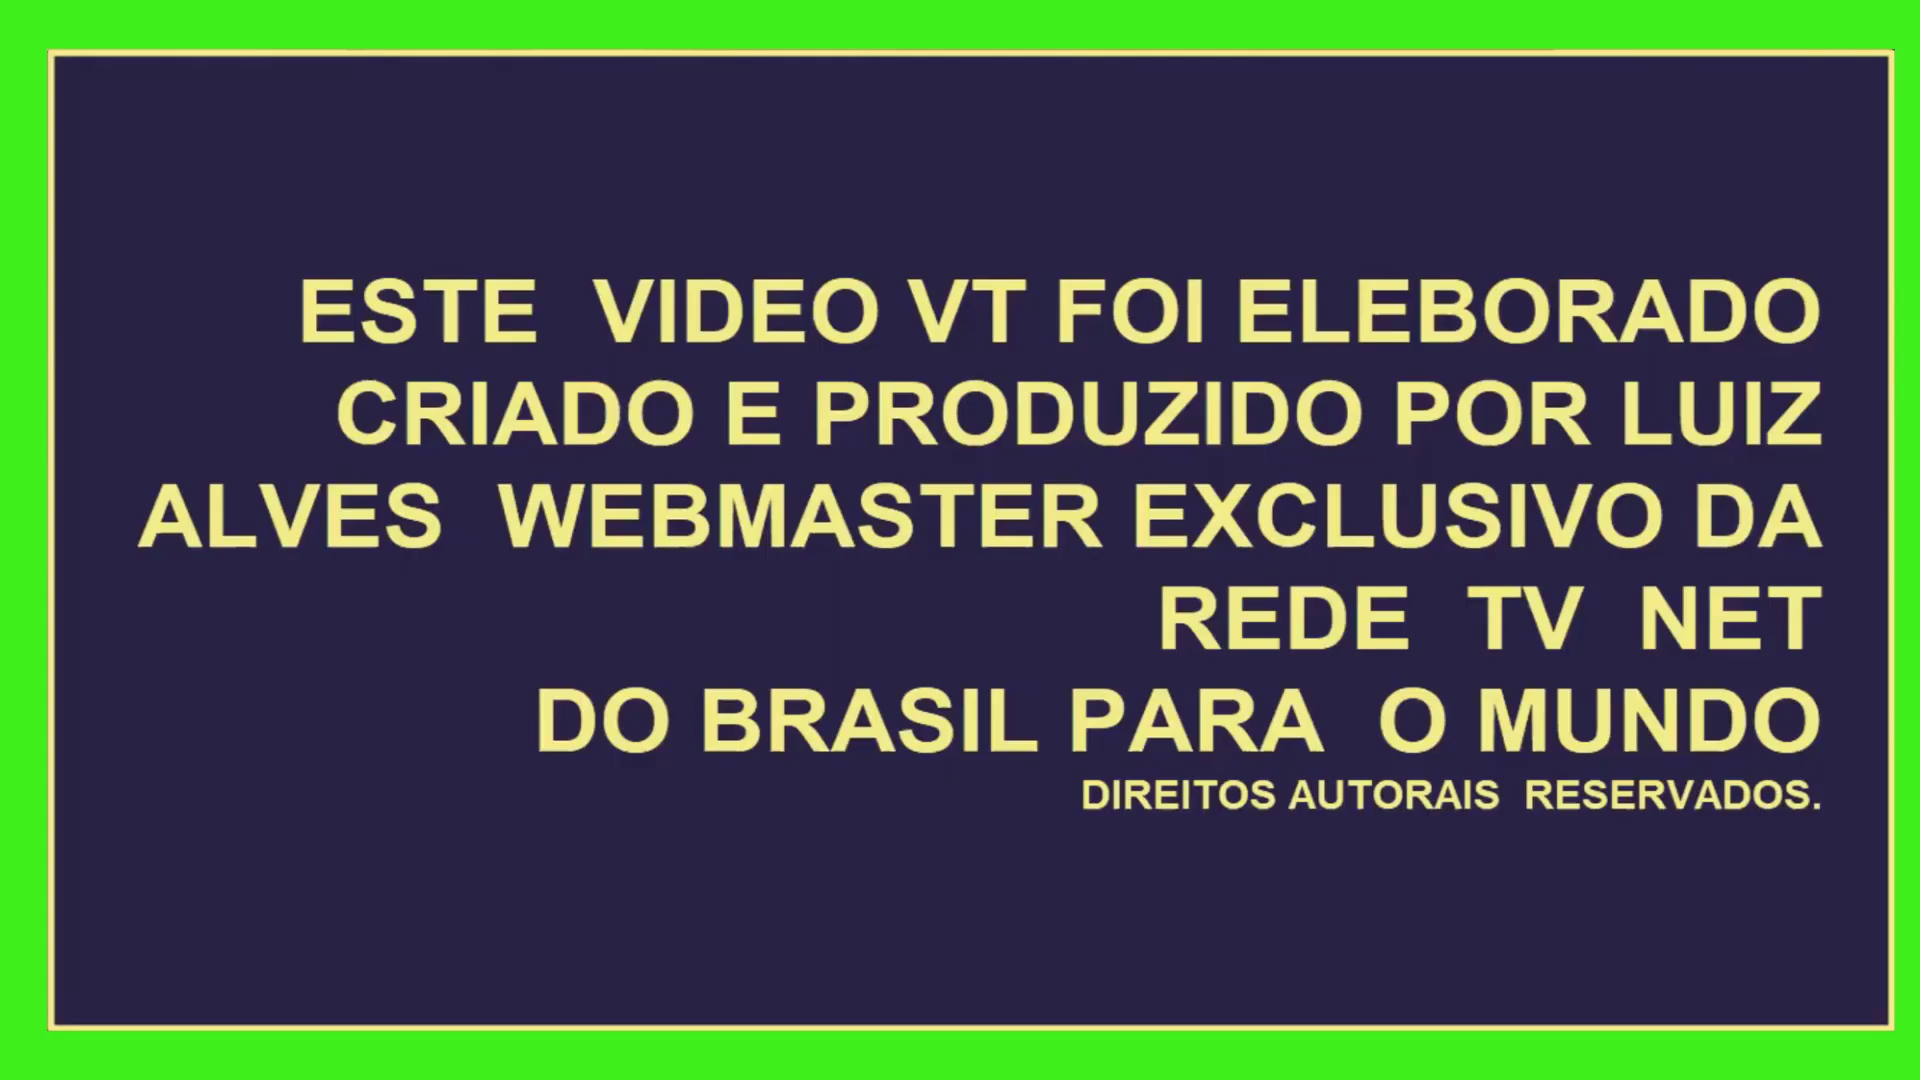 ESTE  VIDEO VT FOI ELEBORADO
CRIADO E PRODUZIDO POR LUIZ
ALVES  WEBMASTER EXCLUSIVO DA
REDE  TV  NET
DO BRASIL PARA  O MUNDO
DIREITOS AUTORAIS  RESERVADOS.